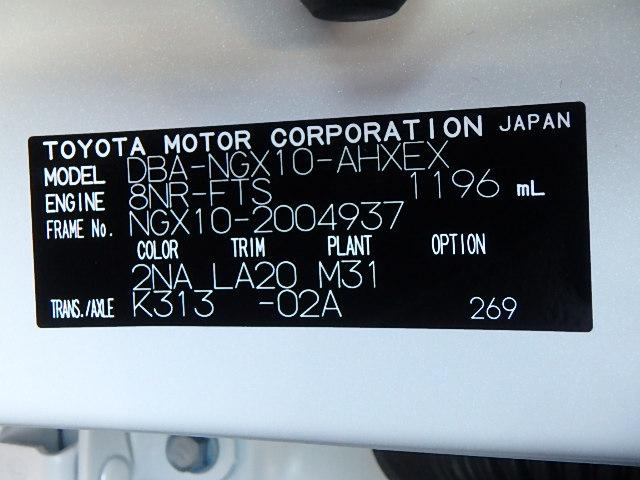 TOYOTA MOTOR CORPORATION JAPAN
MODEL DBA-NGX10-AHXEX
ENGINE 8NR-FTS 1196 mL
FRAME No. NGX10-2004937
COLOR TRIM PLANT OPTION
2NA LA20 M31
TRANS./AXLE K313 -02A 269